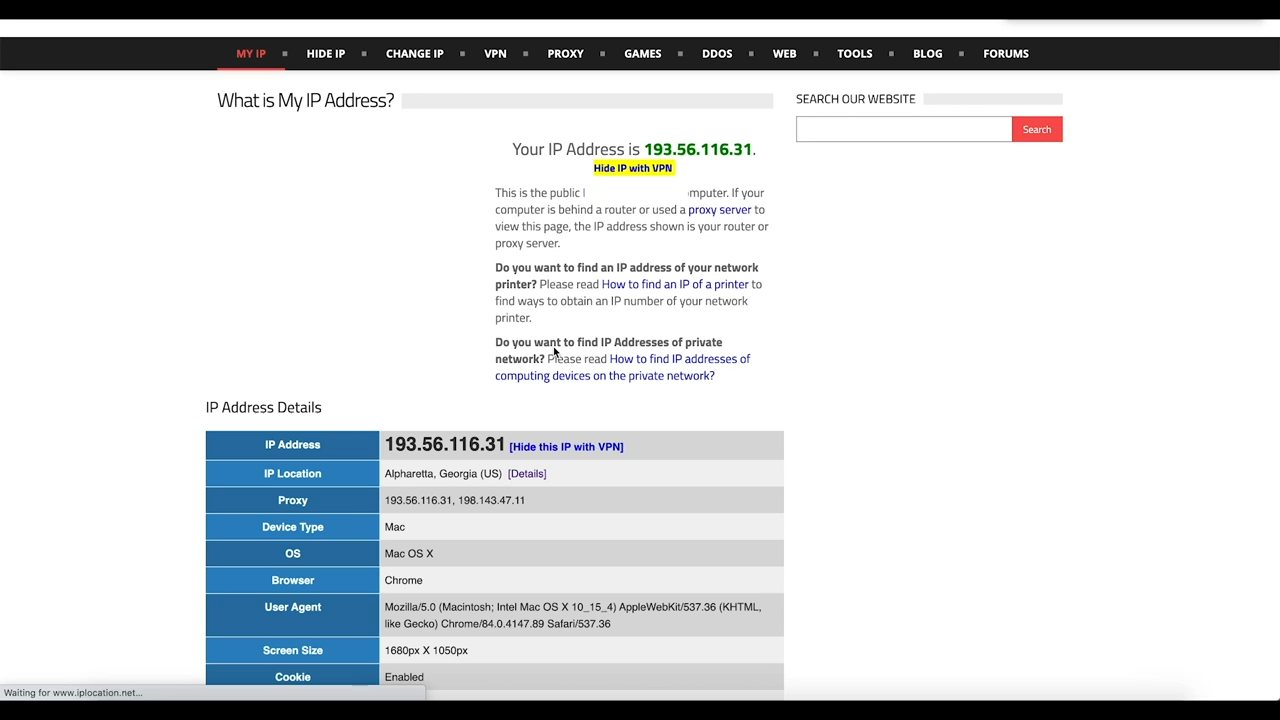 MY IP HIDE IP CHANGE IP VPN PROXY GAMES DDOS WEB TOOLS BLOG FORUMS
What is My IP Address?
SEARCH OUR WEBSITE
Search
Your IP Address is 193.56.116.31.
Hide IP with VPN
This is the public mputer. If your
computer is behind a router or used a proxy server to
view this page, the IP address shown is your router or
proxy server.
Do you want to find an IP address of your network
printer? Please read How to find an IP of a printer to
find ways to obtain an IP number of your network
printer.
Do you want to find IP Addresses of private
network? Please read How to find IP addresses of
computing devices on the private network?
IP Address Details
IP Address 193.56.116.31 [Hide this IP with VPN]
IP Location Alpharetta, Georgia (US) [Details]
Proxy 193.56.116.31, 198.143.47.11
Device Type Mac
OS Mac OS X
Browser Chrome
User Agent Mozilla/5.0 (Macintosh; Intel Mac OS X 10_15_4) AppleWebKit/537.36 (KHTML,
like Gecko) Chrome/84.0.4147.89 Safari/537.36
Screen Size 1680px X 1050px
Cookie Enabled
Waiting for www.iplocation.net...